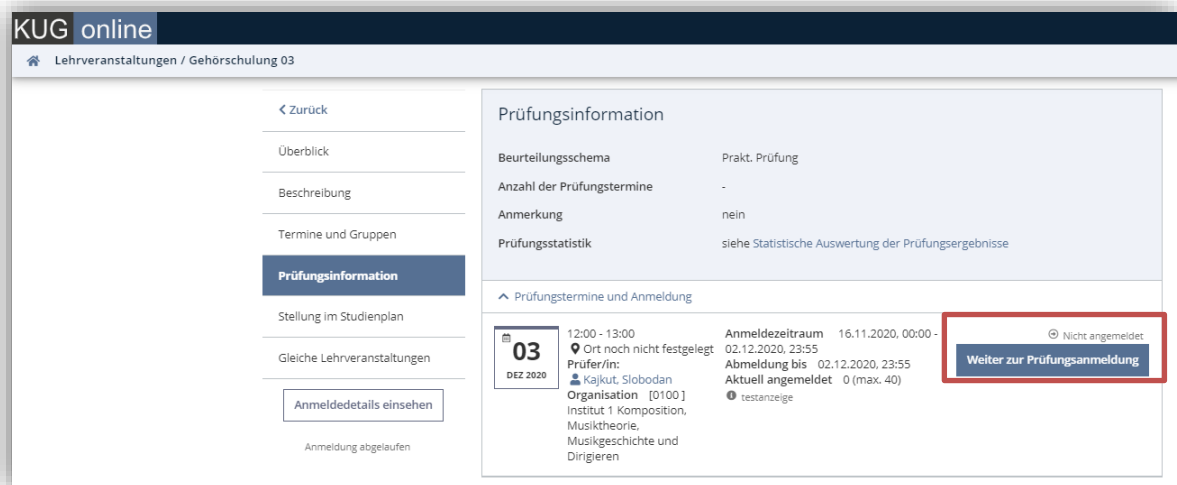 KUG online
Lehrveranstaltungen / Gehörschulung 03
Zurück
Überblick
Beschreibung
Termine und Gruppen
Prüfungsinformation
Stellung im Studienplan
Gleiche Lehrveranstaltungen
Anmeldedetails einsehen
Anmeldung abgelaufen
Prüfungsinformation
Beurteilungsschema Prakt. Prüfung
Anzahl der Prüfungstermine -
Anmerkung nein
Prüfungsstatistik siehe Statistische Auswertung der Prüfungsergebnisse
Prüfungstermine und Anmeldung
03
DEZ 2020
12:00 - 13:00
Ort noch nicht festgelegt
Prüfer/in:
Kajkut, Slobodan
Organisation [0100 ]
Institut 1 Komposition,
Musiktheorie,
Musikgeschichte und
Dirigieren
Anmeldezeitraum 16.11.2020, 00:00 -
02.12.2020, 23:55
Abmeldung bis 02.12.2020, 23:55
Aktuell angemeldet 0 (max. 40)
testanzeige
Nicht angemeldet
Weiter zur Prüfungsanmeldung